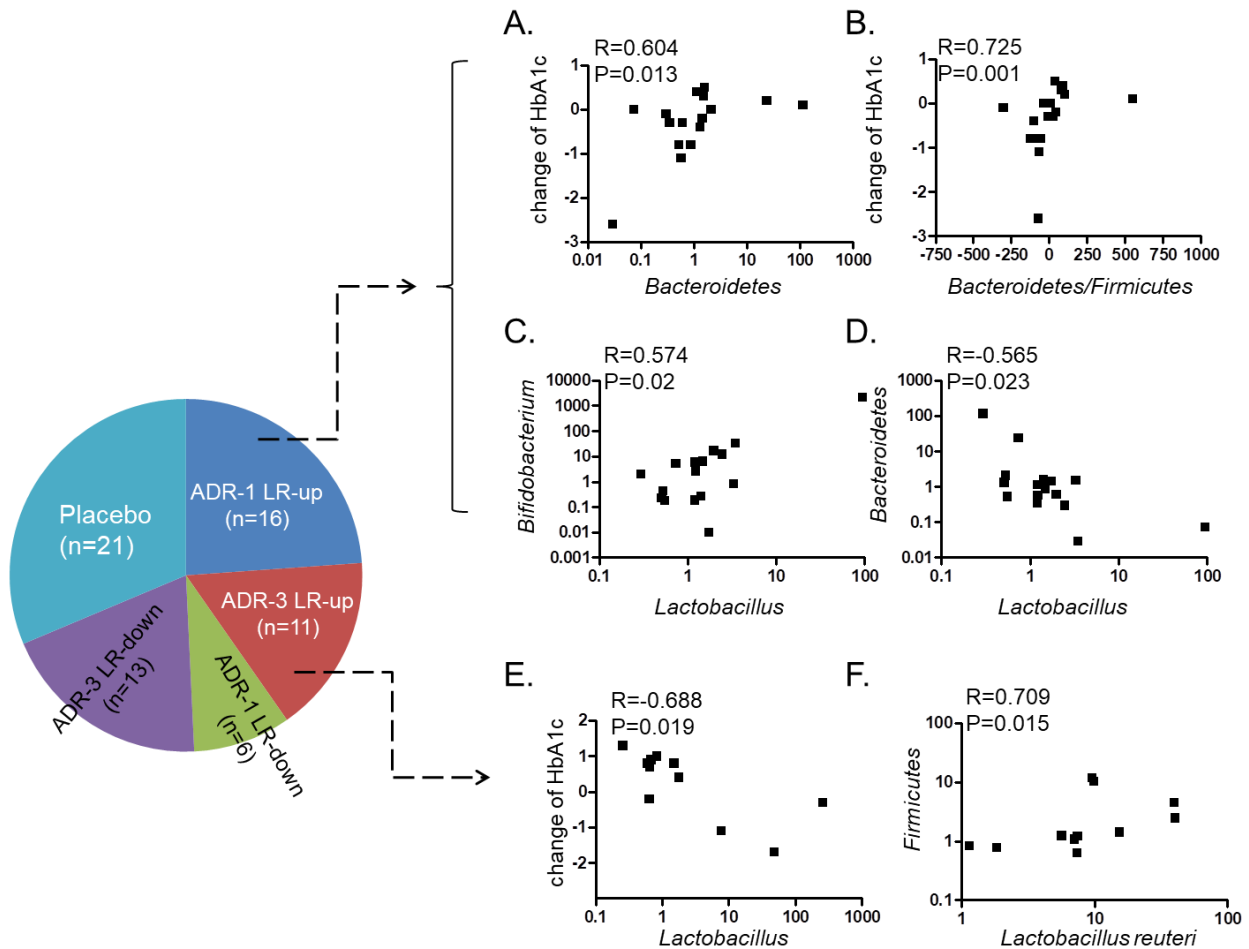 A.
R=0.604
P=0.013
change of HbA1c
1
0
-1
-2
-3
0.01 0.1 1 10 100 1000
Bacteroidetes
B.
R=0.725
P=0.001
change of HbA1c
1
0
-1
-2
-3
-750 -500 -250 0 250 500 750 1000
Bacteroidetes/Firmicutes
C.
R=0.574
P=0.02
Bifidobacterium
10000
1000
100
10
1
0.1
0.01
0.001
0.1 1 10 100
Lactobacillus
D.
R=-0.565
P=0.023
Bacteroidetes
1000
100
10
1
0.1
0.01
0.1 1 10 100
Lactobacillus
Placebo
(n=21)
ADR-1 LR-up
(n=16)
ADR-3 LR-up
(n=11)
ADR-1 LR-down
(n=6)
ADR-3 LR-down
(n=13)
E.
R=-0.688
P=0.019
change of HbA1c
2
1
0
-1
-2
0.1 1 10 100 1000
Lactobacillus
F.
R=0.709
P=0.015
Firmicutes
100
10
1
0.1
1 10 100
Lactobacillus reuteri